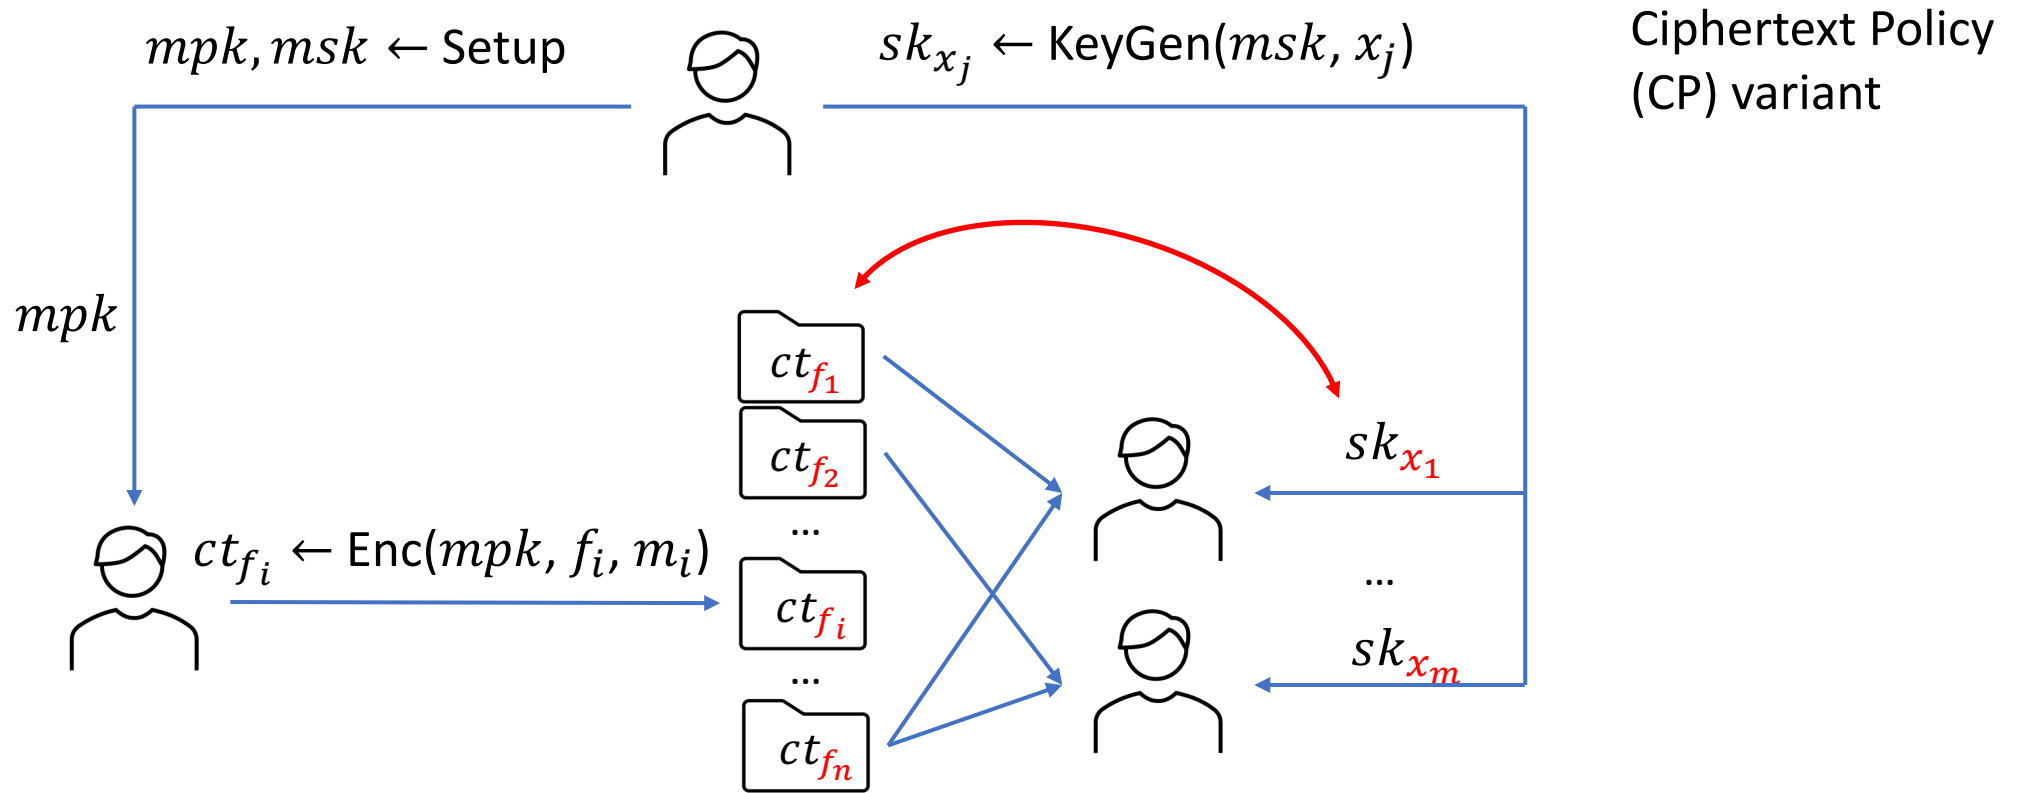 mpk, msk ← Setup
sk_{x_j} ← KeyGen(msk, x_j)
Ciphertext Policy
(CP) variant
mpk
ct_{f_1}
ct_{f_2}
...
sk_{x_1}
ct_{f_i} ← Enc(mpk, f_i, m_i)
ct_{f_i}
...
...
sk_{x_m}
ct_{f_n}